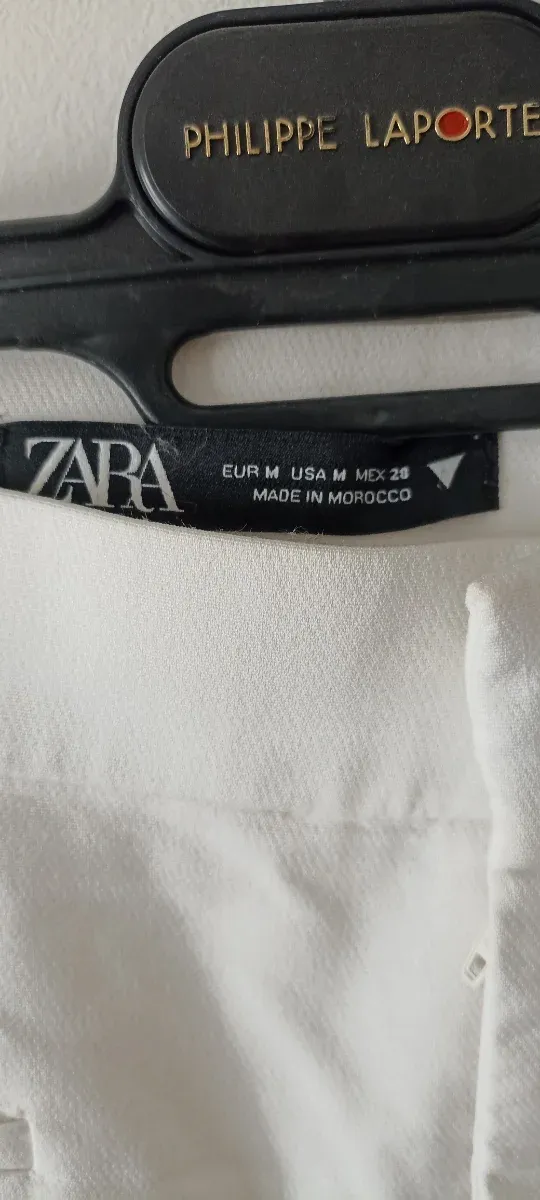 PHILIPPE LAPORTE
ZARA
EUR M USA M MEX 28
MADE IN MOROCCO